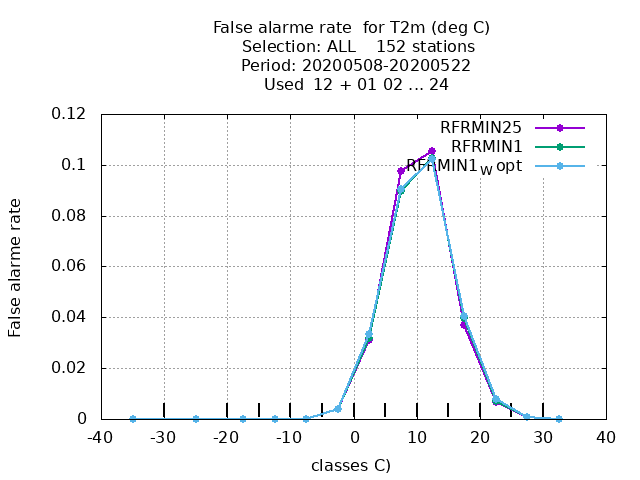 False alarme rate  for T2m (deg C)
Selection: ALL    152 stations
Period: 20200508-20200522
Used  12 + 01 02 ... 24
RFRMIN25
RFRMIN1
RFRMIN1W opt
False alarme rate
0.12
0.1
0.08
0.06
0.04
0.02
0
-40 -30 -20 -10 0 10 20 30 40
classes C)